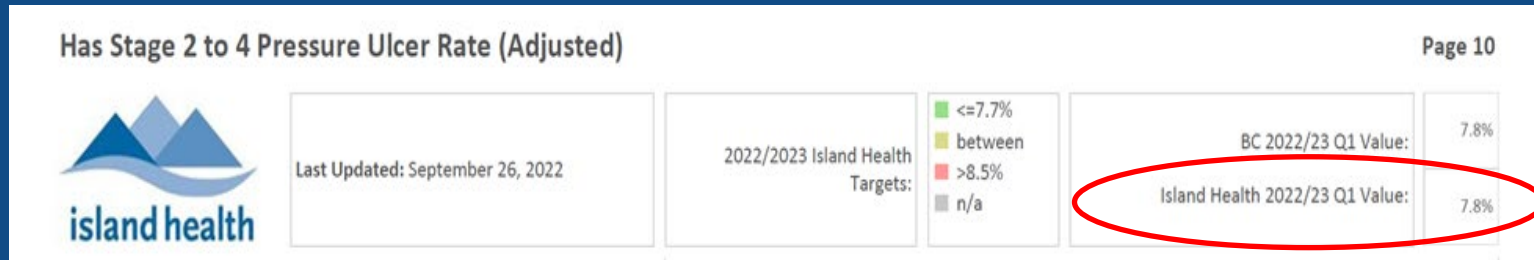 Has Stage 2 to 4 Pressure Ulcer Rate (Adjusted)
Page 10
island health
Last Updated: September 26, 2022
2022/2023 Island Health
Targets:
<=7.7%
between
>8.5%
n/a
BC 2022/23 Q1 Value:
7.8%
Island Health 2022/23 Q1 Value:
7.8%